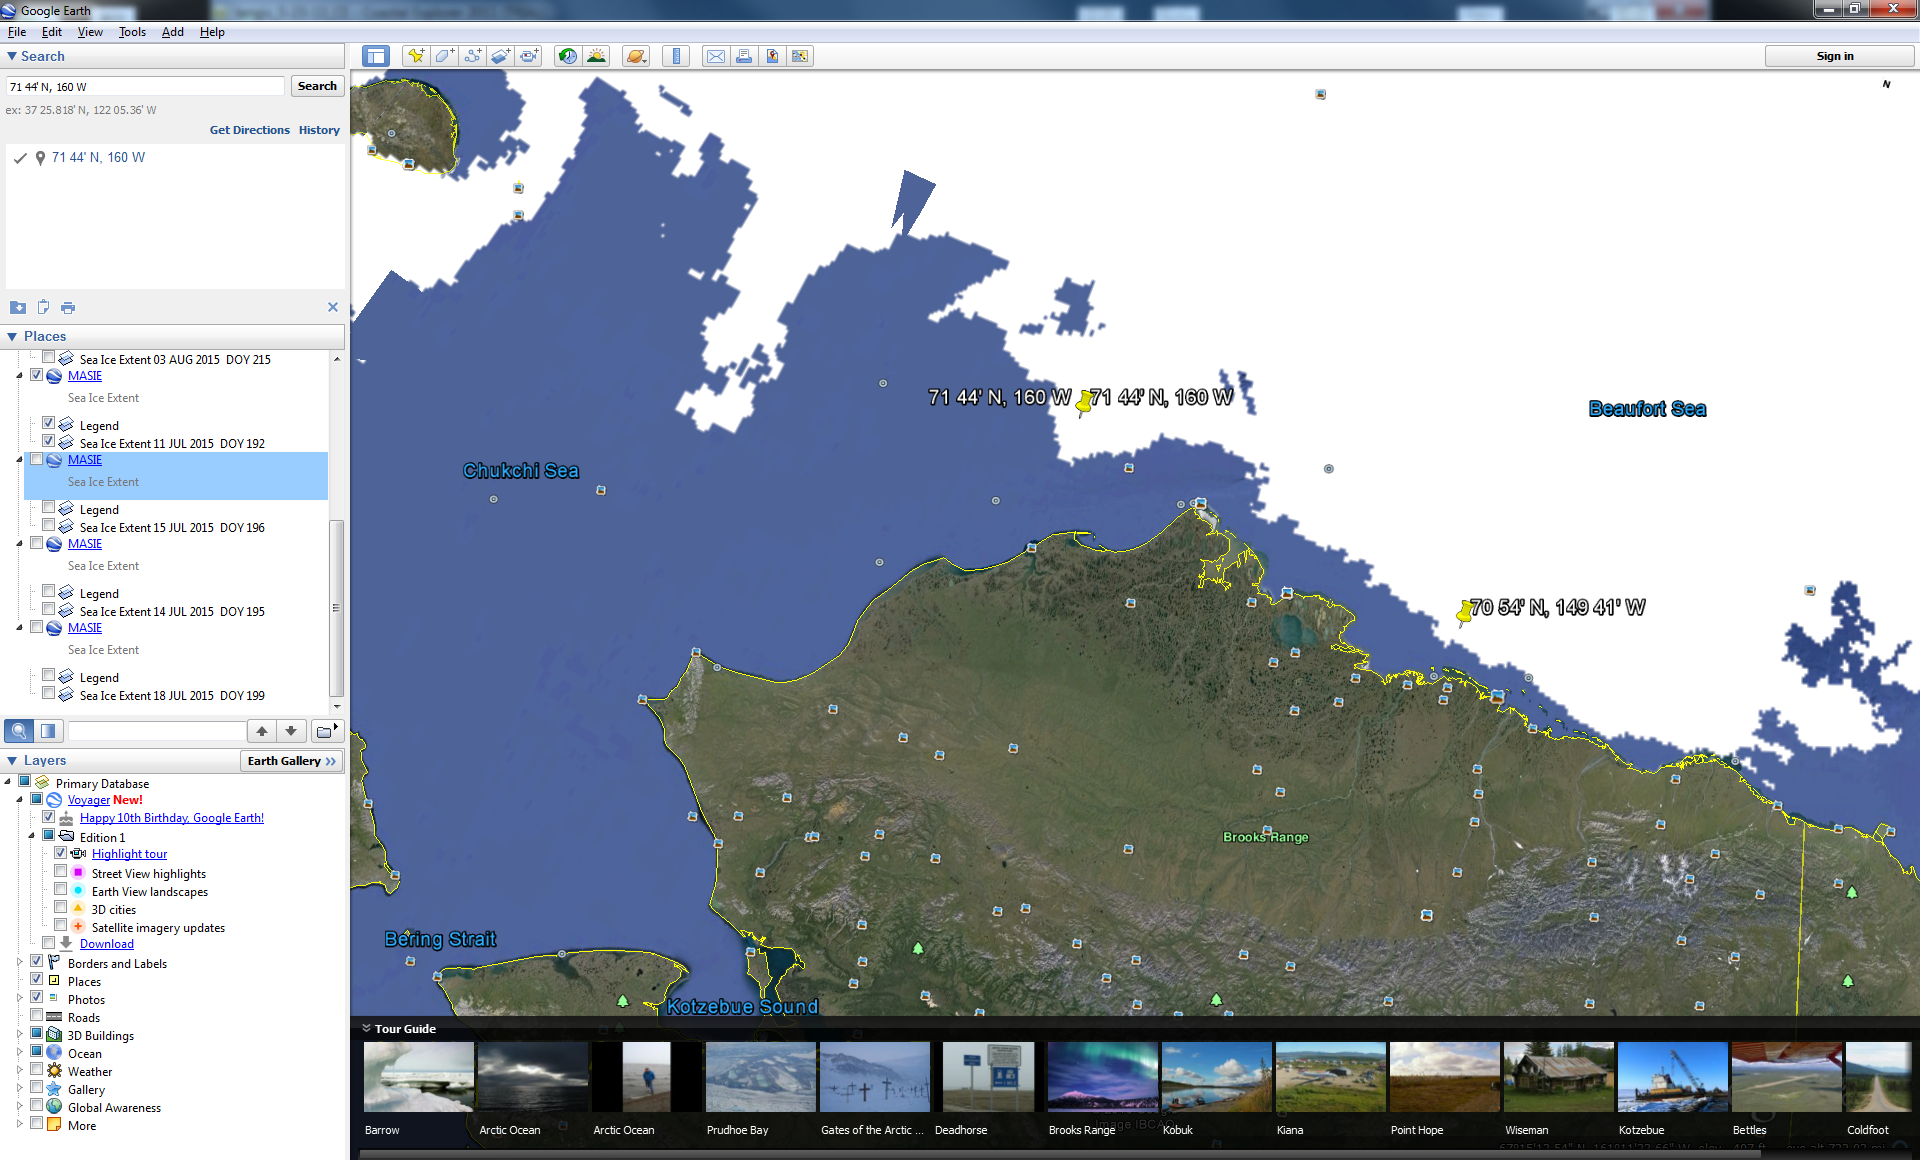 Google Earth
File Edit View Tools Add Help
Search
71 44' N, 160 W
Search
ex: 37 25.818' N, 122 05.36' W
Get Directions History
71 44' N, 160 W
Places
Sea Ice Extent 03 AUG 2015 DOY 215
MASIE
Sea Ice Extent
Legend
Sea Ice Extent 11 JUL 2015 DOY 192
MASIE
Sea Ice Extent
Legend
Sea Ice Extent 15 JUL 2015 DOY 196
MASIE
Sea Ice Extent
Legend
Sea Ice Extent 14 JUL 2015 DOY 195
MASIE
Sea Ice Extent
Legend
Sea Ice Extent 18 JUL 2015 DOY 199
Layers
Earth Gallery »
Primary Database
Voyager New!
Happy 10th Birthday, Google Earth!
Edition 1
Highlight tour
Street View highlights
Earth View landscapes
3D cities
Satellite imagery updates
Download
Borders and Labels
Places
Photos
Roads
3D Buildings
Ocean
Weather
Gallery
Global Awareness
More
Sign in
N
71 44' N, 160 W
71 44' N, 160 W
Beaufort Sea
Chukchi Sea
70 54' N, 149 41' W
Brooks Range
Bering Strait
Kotzebue Sound
Tour Guide
Barrow
Arctic Ocean
Arctic Ocean
Prudhoe Bay
Gates of the Arctic ...
Deadhorse
Brooks Range
Kobuk
Kiana
Point Hope
Wiseman
Kotzebue
Bettles
Coldfoot
Image IBCAO